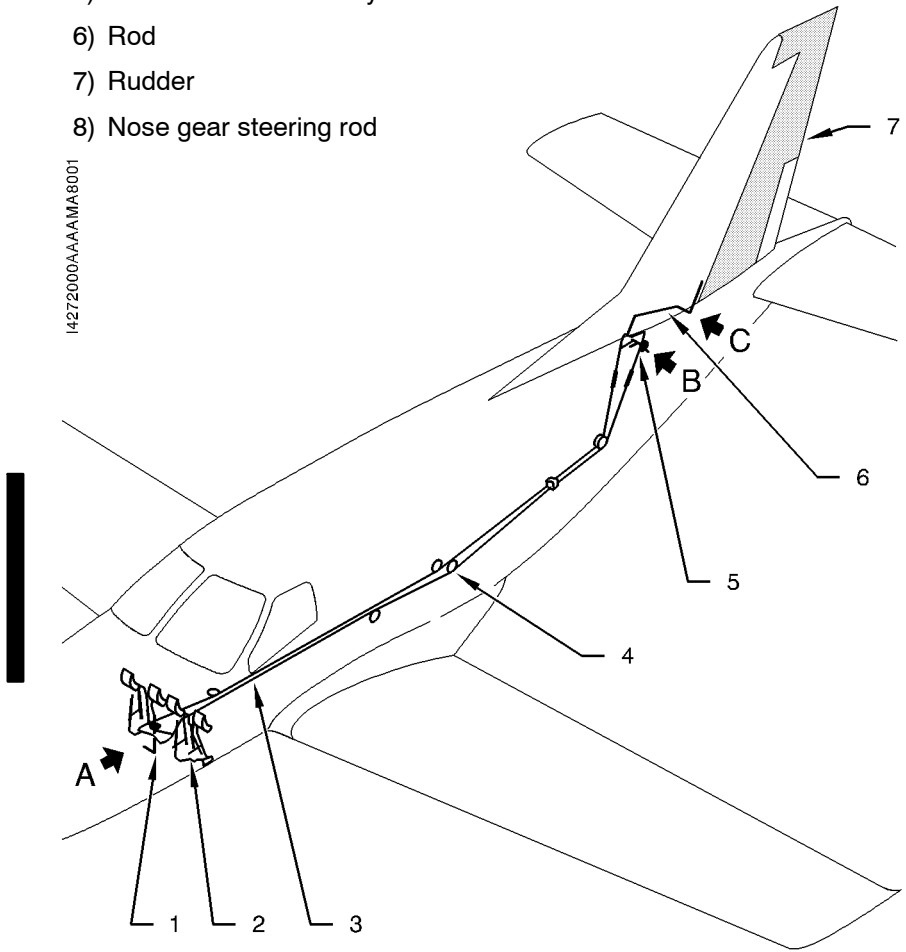 6) Rod
7) Rudder
8) Nose gear steering rod
I4272000AAAAMA8001
7
C
B
6
5
4
A
1
2
3